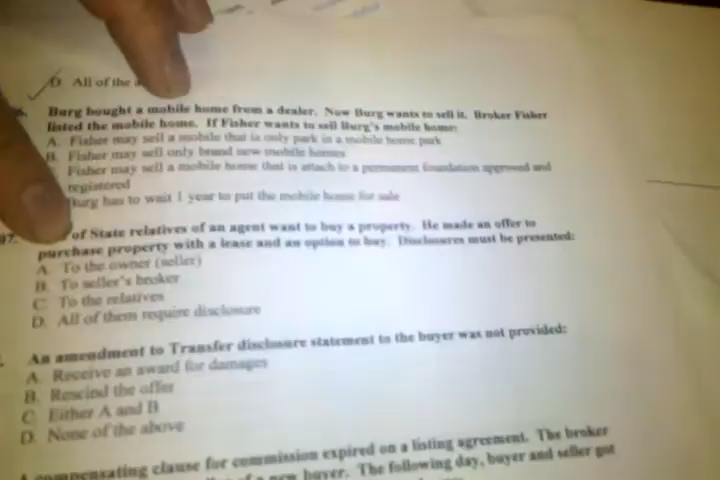 D. All of the
Burg bought a mobile home from a dealer. Now Burg wants to sell it. Broker Fisher
listed the mobile home. If Fisher wants to sell Burg's mobile home:
A. Fisher may sell a mobile that is only park in a mobile home park
B. Fisher may sell only brand new mobile homes
Fisher may sell a mobile home that is attach to a permanent foundation approved and
registered
Burg has to wait 1 year to put the mobile home for sale
97. of State relatives of an agent want to buy a property. He made an offer to
purchase property with a lease and an option to buy. Disclosures must be presented:
A. To the owner (seller)
B. To seller's broker
C. To the relatives
D. All of them require disclosure
An amendment to Transfer disclosure statement to the buyer was not provided:
A. Receive an award for damages
B. Rescind the offer
C. Either A and B
D. None of the above
compensating clause for commission expired on a listing agreement. The broker
of a new buyer. The following day, buyer and seller got